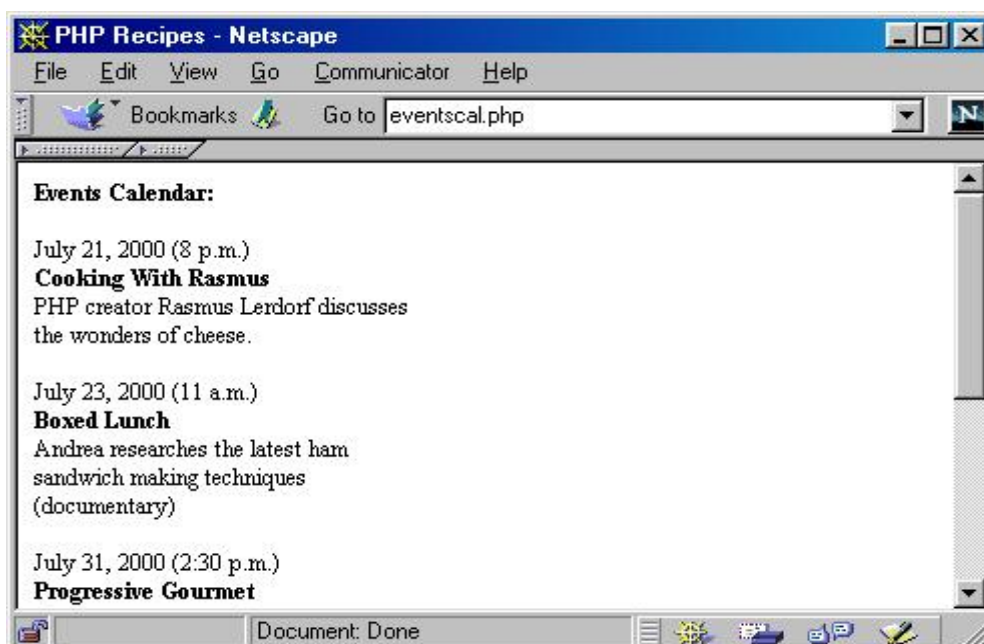 PHP Recipes - Netscape
File Edit View Go Communicator Help
Bookmarks Go to eventscal.php N
Events Calendar:
July 21, 2000 (8 p.m.)
Cooking With Rasmus
PHP creator Rasmus Lerdorf discusses
the wonders of cheese.
July 23, 2000 (11 a.m.)
Boxed Lunch
Andrea researches the latest ham
sandwich making techniques
(documentary)
July 31, 2000 (2:30 p.m.)
Progressive Gourmet
Document: Done